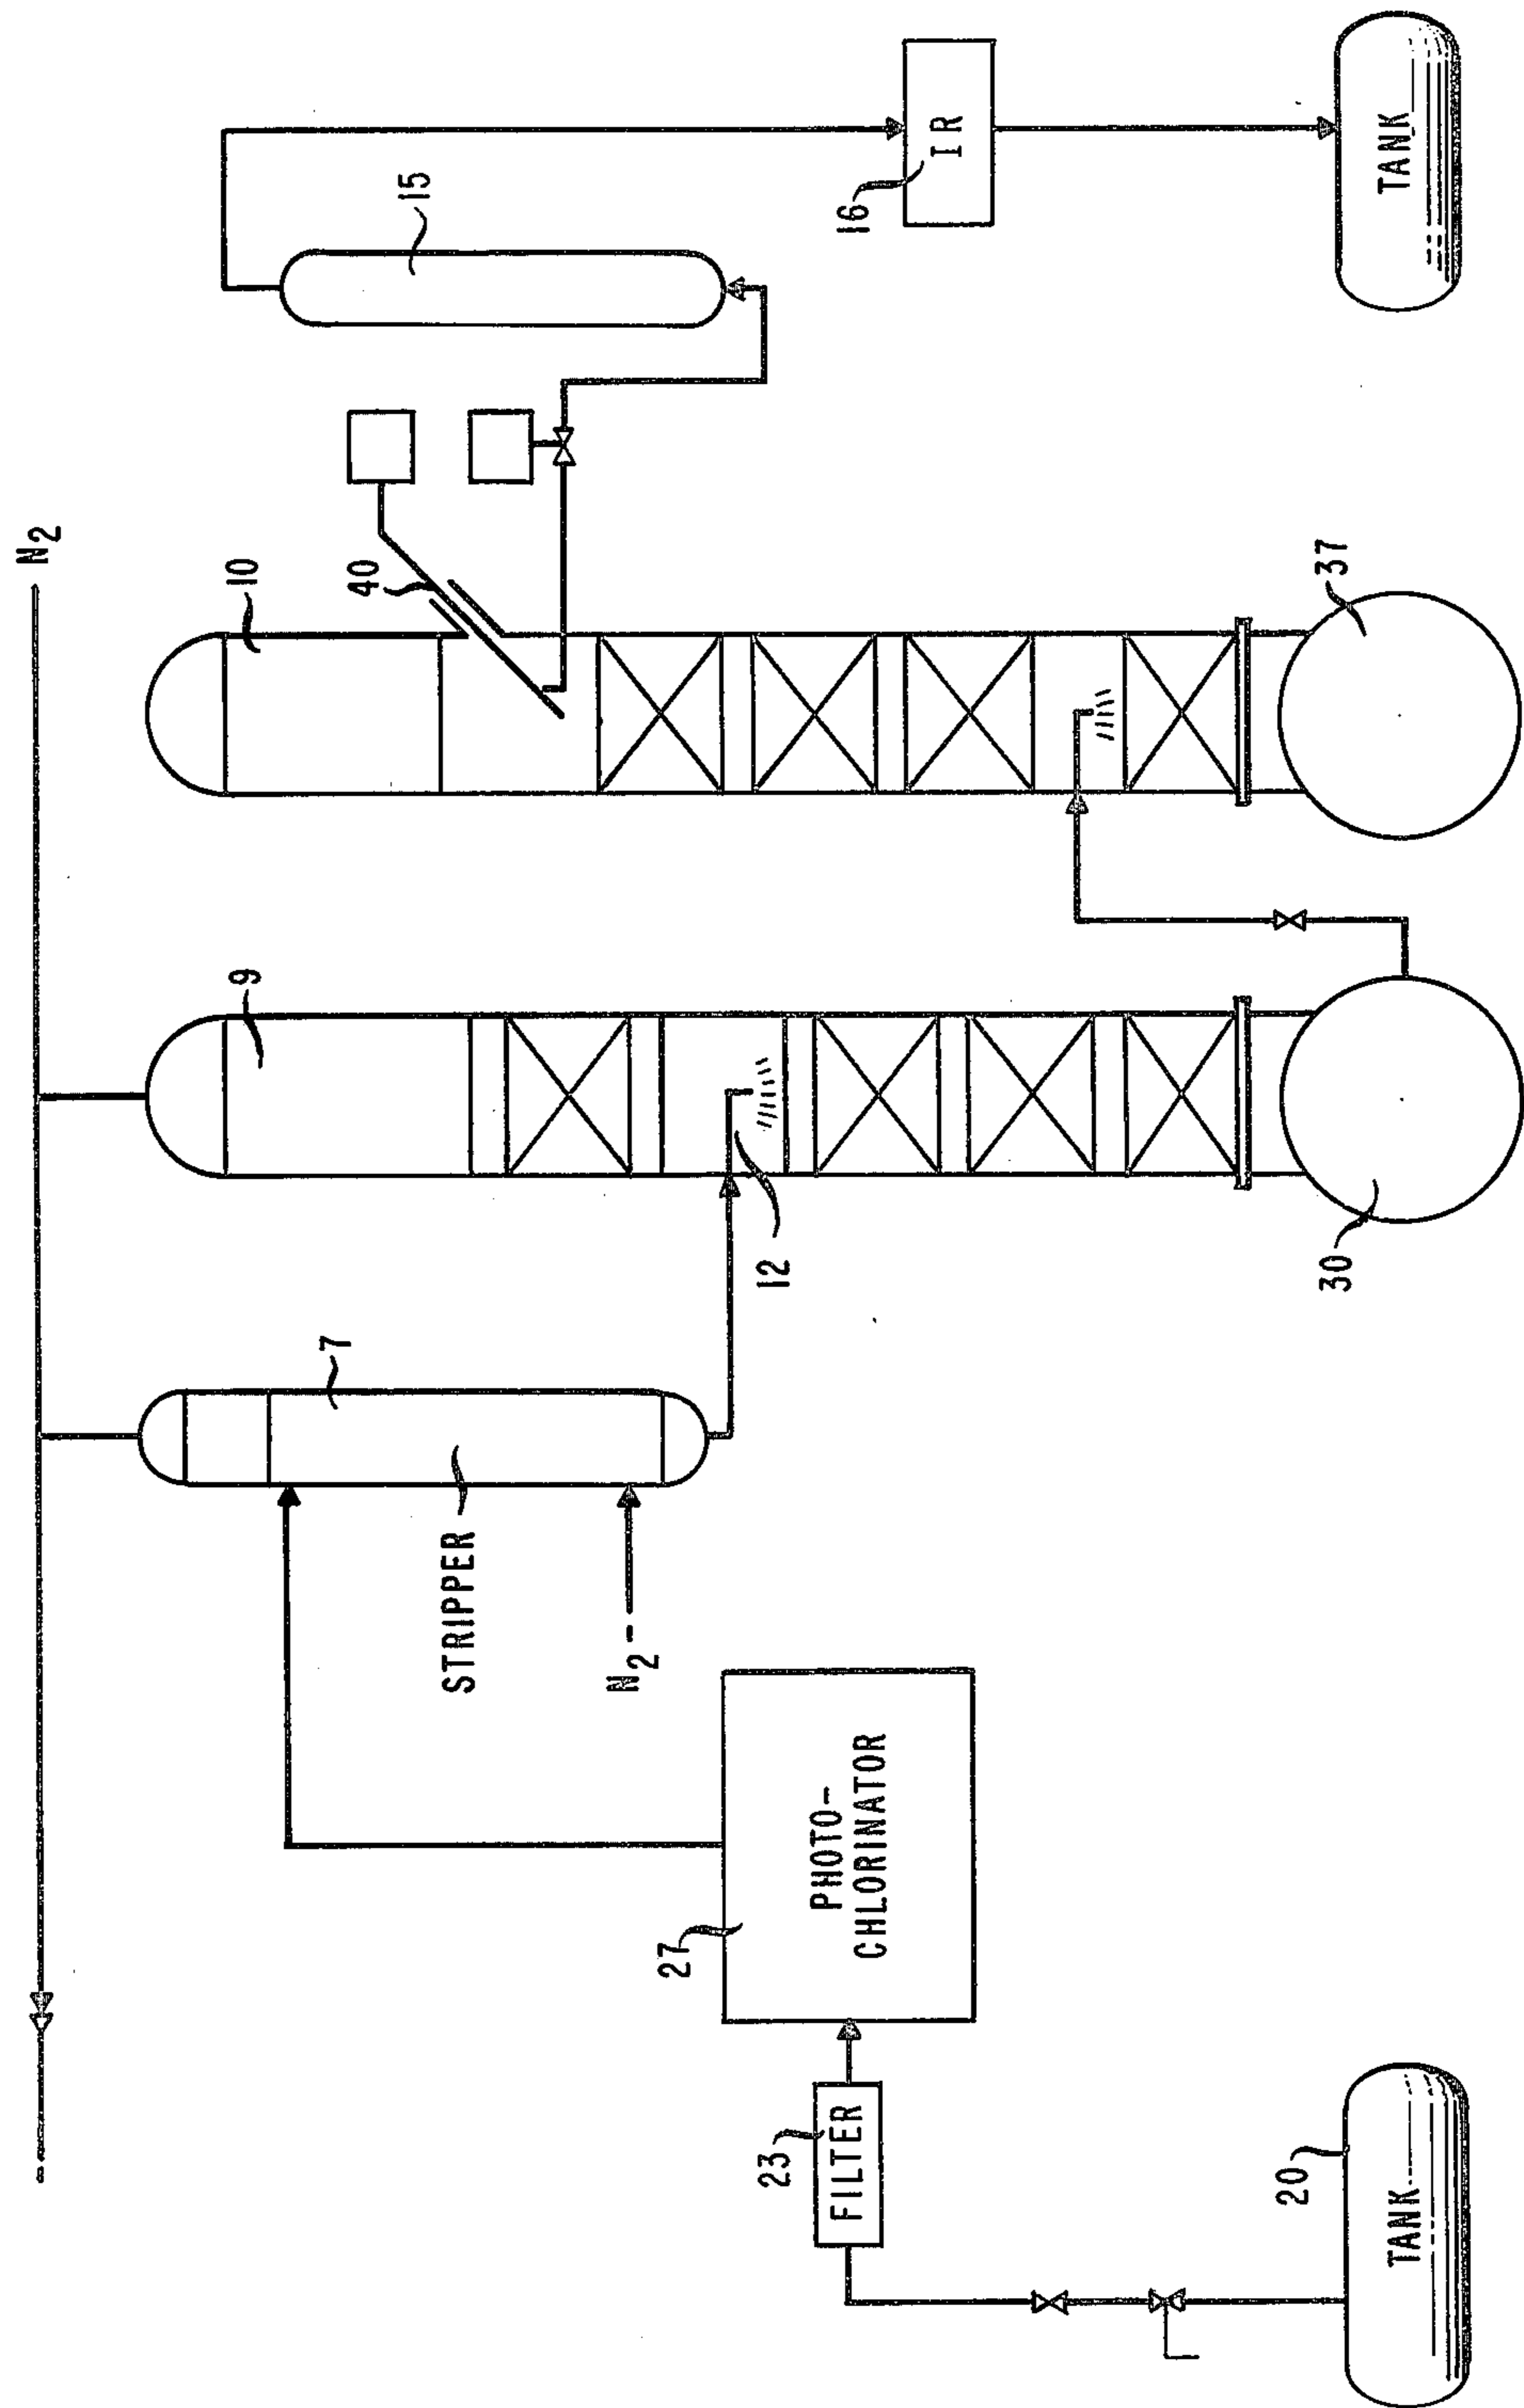 N2
10
40
15
16
IR
TANK
37
9
12
30
7
STRIPPER
N2
27
PHOTO-
CHLORINATOR
23
FILTER
20
TANK